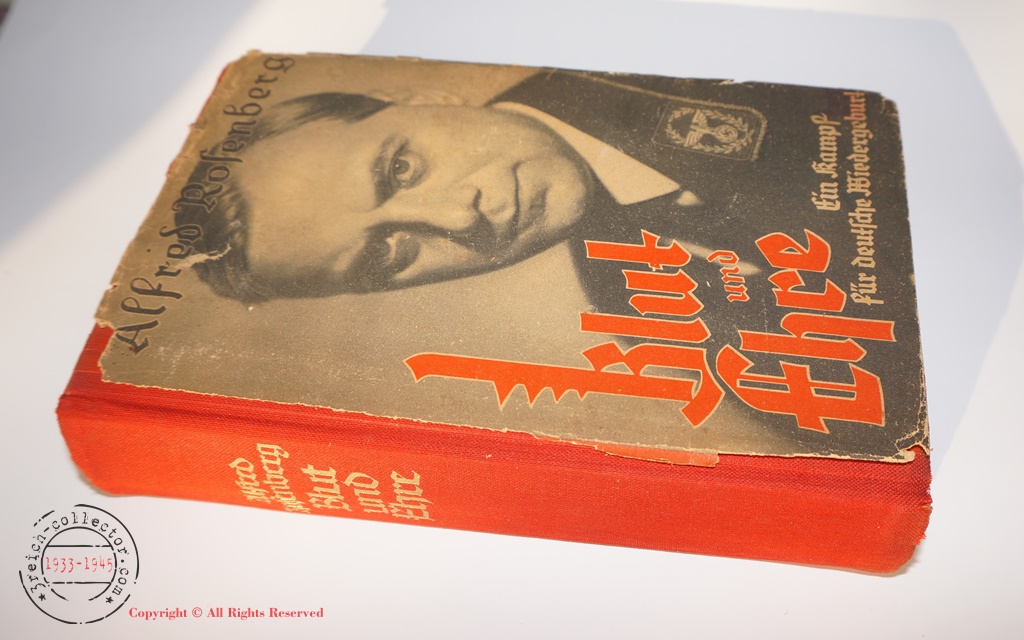 Alfred Rosenberg
Blut
und
Ehre
Ein Kampf
für deutsche Wiedergeburt
Alfred
Rosenberg
Blut
und
Ehre
3reich-collector.com
1933-1945
Copyright © All Rights Reserved